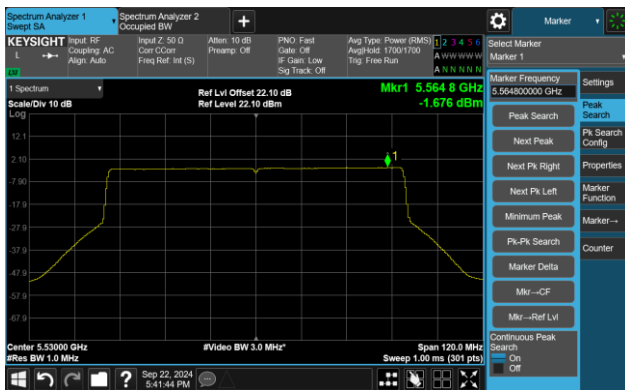 Spectrum Analyzer 1
Swept SA
Spectrum Analyzer 2
Occupied BW
+
Marker
KEYSIGHT
L
Input: RF
Coupling: AC
Align: Auto
Input Z: 50 Ω
Corr CCorr
Freq Ref: Int (S)
Atten: 10 dB
Preamp: Off
PNO: Fast
Gate: Off
IF Gain: Low
Sig Track: Off
Avg Type: Power (RMS)
Avg|Hold: 1700/1700
Trig: Free Run
1 2 3 4 5 6
A W W W W W
A N N N N N
Select Marker
Marker 1
1 Spectrum
Scale/Div 10 dB
Log
Ref Lvl Offset 22.10 dB
Ref Level 22.10 dBm
Mkr1 5.564 8 GHz
-1.676 dBm
12.1
2.10
-7.90
-17.9
-27.9
-37.9
-47.9
-57.9
-67.9
1
Center 5.53000 GHz
#Res BW 1.0 MHz
#Video BW 3.0 MHz*
Span 120.0 MHz
Sweep 1.00 ms (301 pts)
Marker Frequency
5.564800000 GHz
Peak Search
Next Peak
Next Pk Right
Next Pk Left
Minimum Peak
Pk-Pk Search
Marker Delta
Mkr→CF
Mkr→Ref Lvl
Continuous Peak
Search
On
Off
Settings
Peak
Search
Pk Search
Config
Properties
Marker
Function
Marker→
Counter
?
Sep 22, 2024
5:41:44 PM